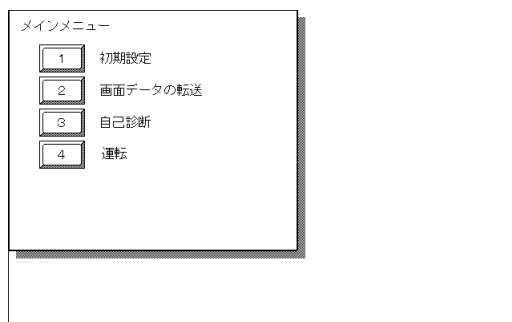 メインメニュー
1 初期設定
2 画面データの転送
3 自己診断
4 運転